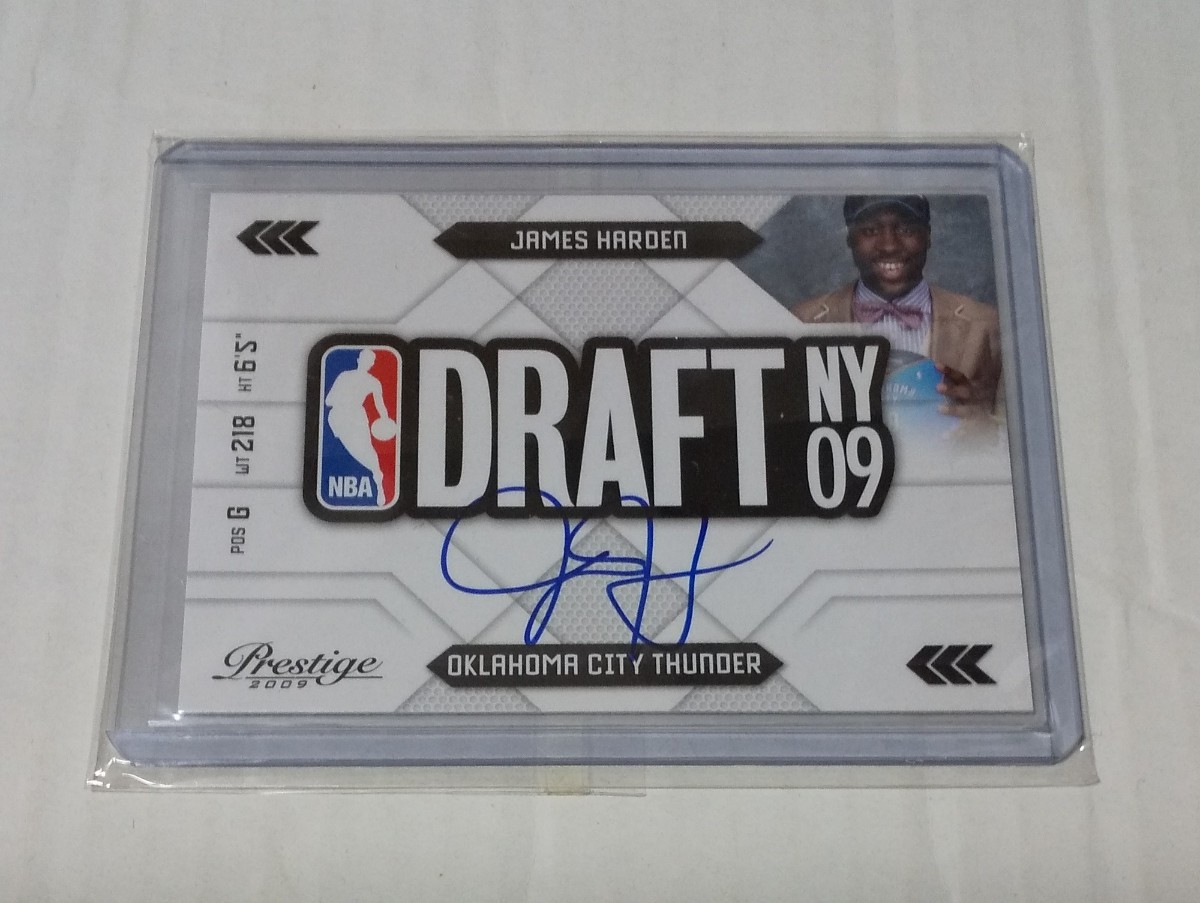 JAMES HARDEN
HT 6'5"
WT 218
POS G
NBA
DRAFT
NY
09
Prestige
2009
OKLAHOMA CITY THUNDER